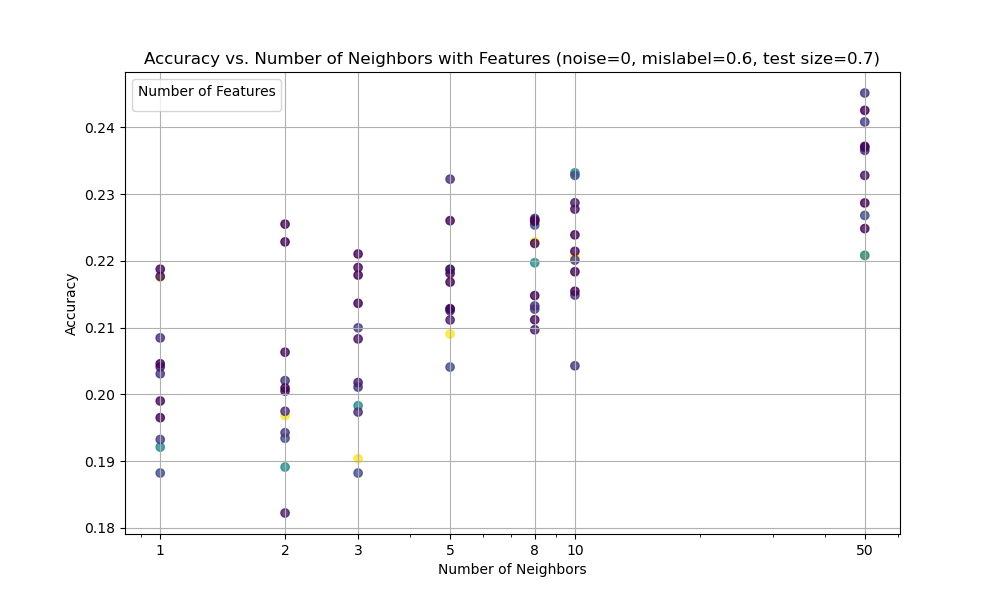 Accuracy vs. Number of Neighbors with Features (noise=0, mislabel=0.6, test size=0.7)
Number of Features
0.24
0.23
0.22
0.21
0.20
0.19
0.18
Accuracy
1 2 3 5 8 10 50
Number of Neighbors